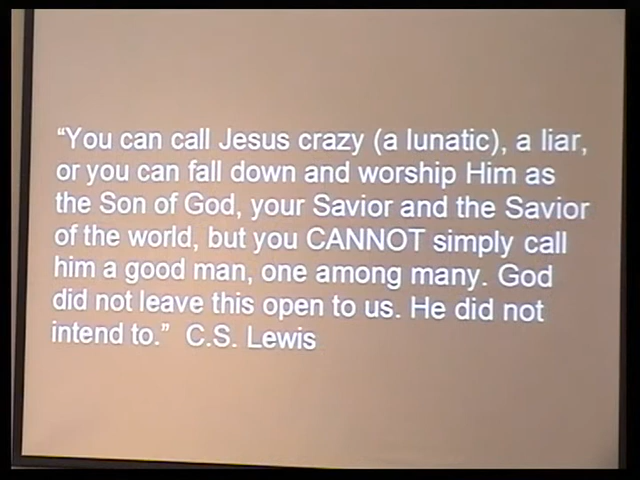 “You can call Jesus crazy (a lunatic), a liar,
or you can fall down and worship Him as
the Son of God, your Savior and the Savior
of the world, but you CANNOT simply call
him a good man, one among many. God
did not leave this open to us. He did not
intend to.”  C.S. Lewis